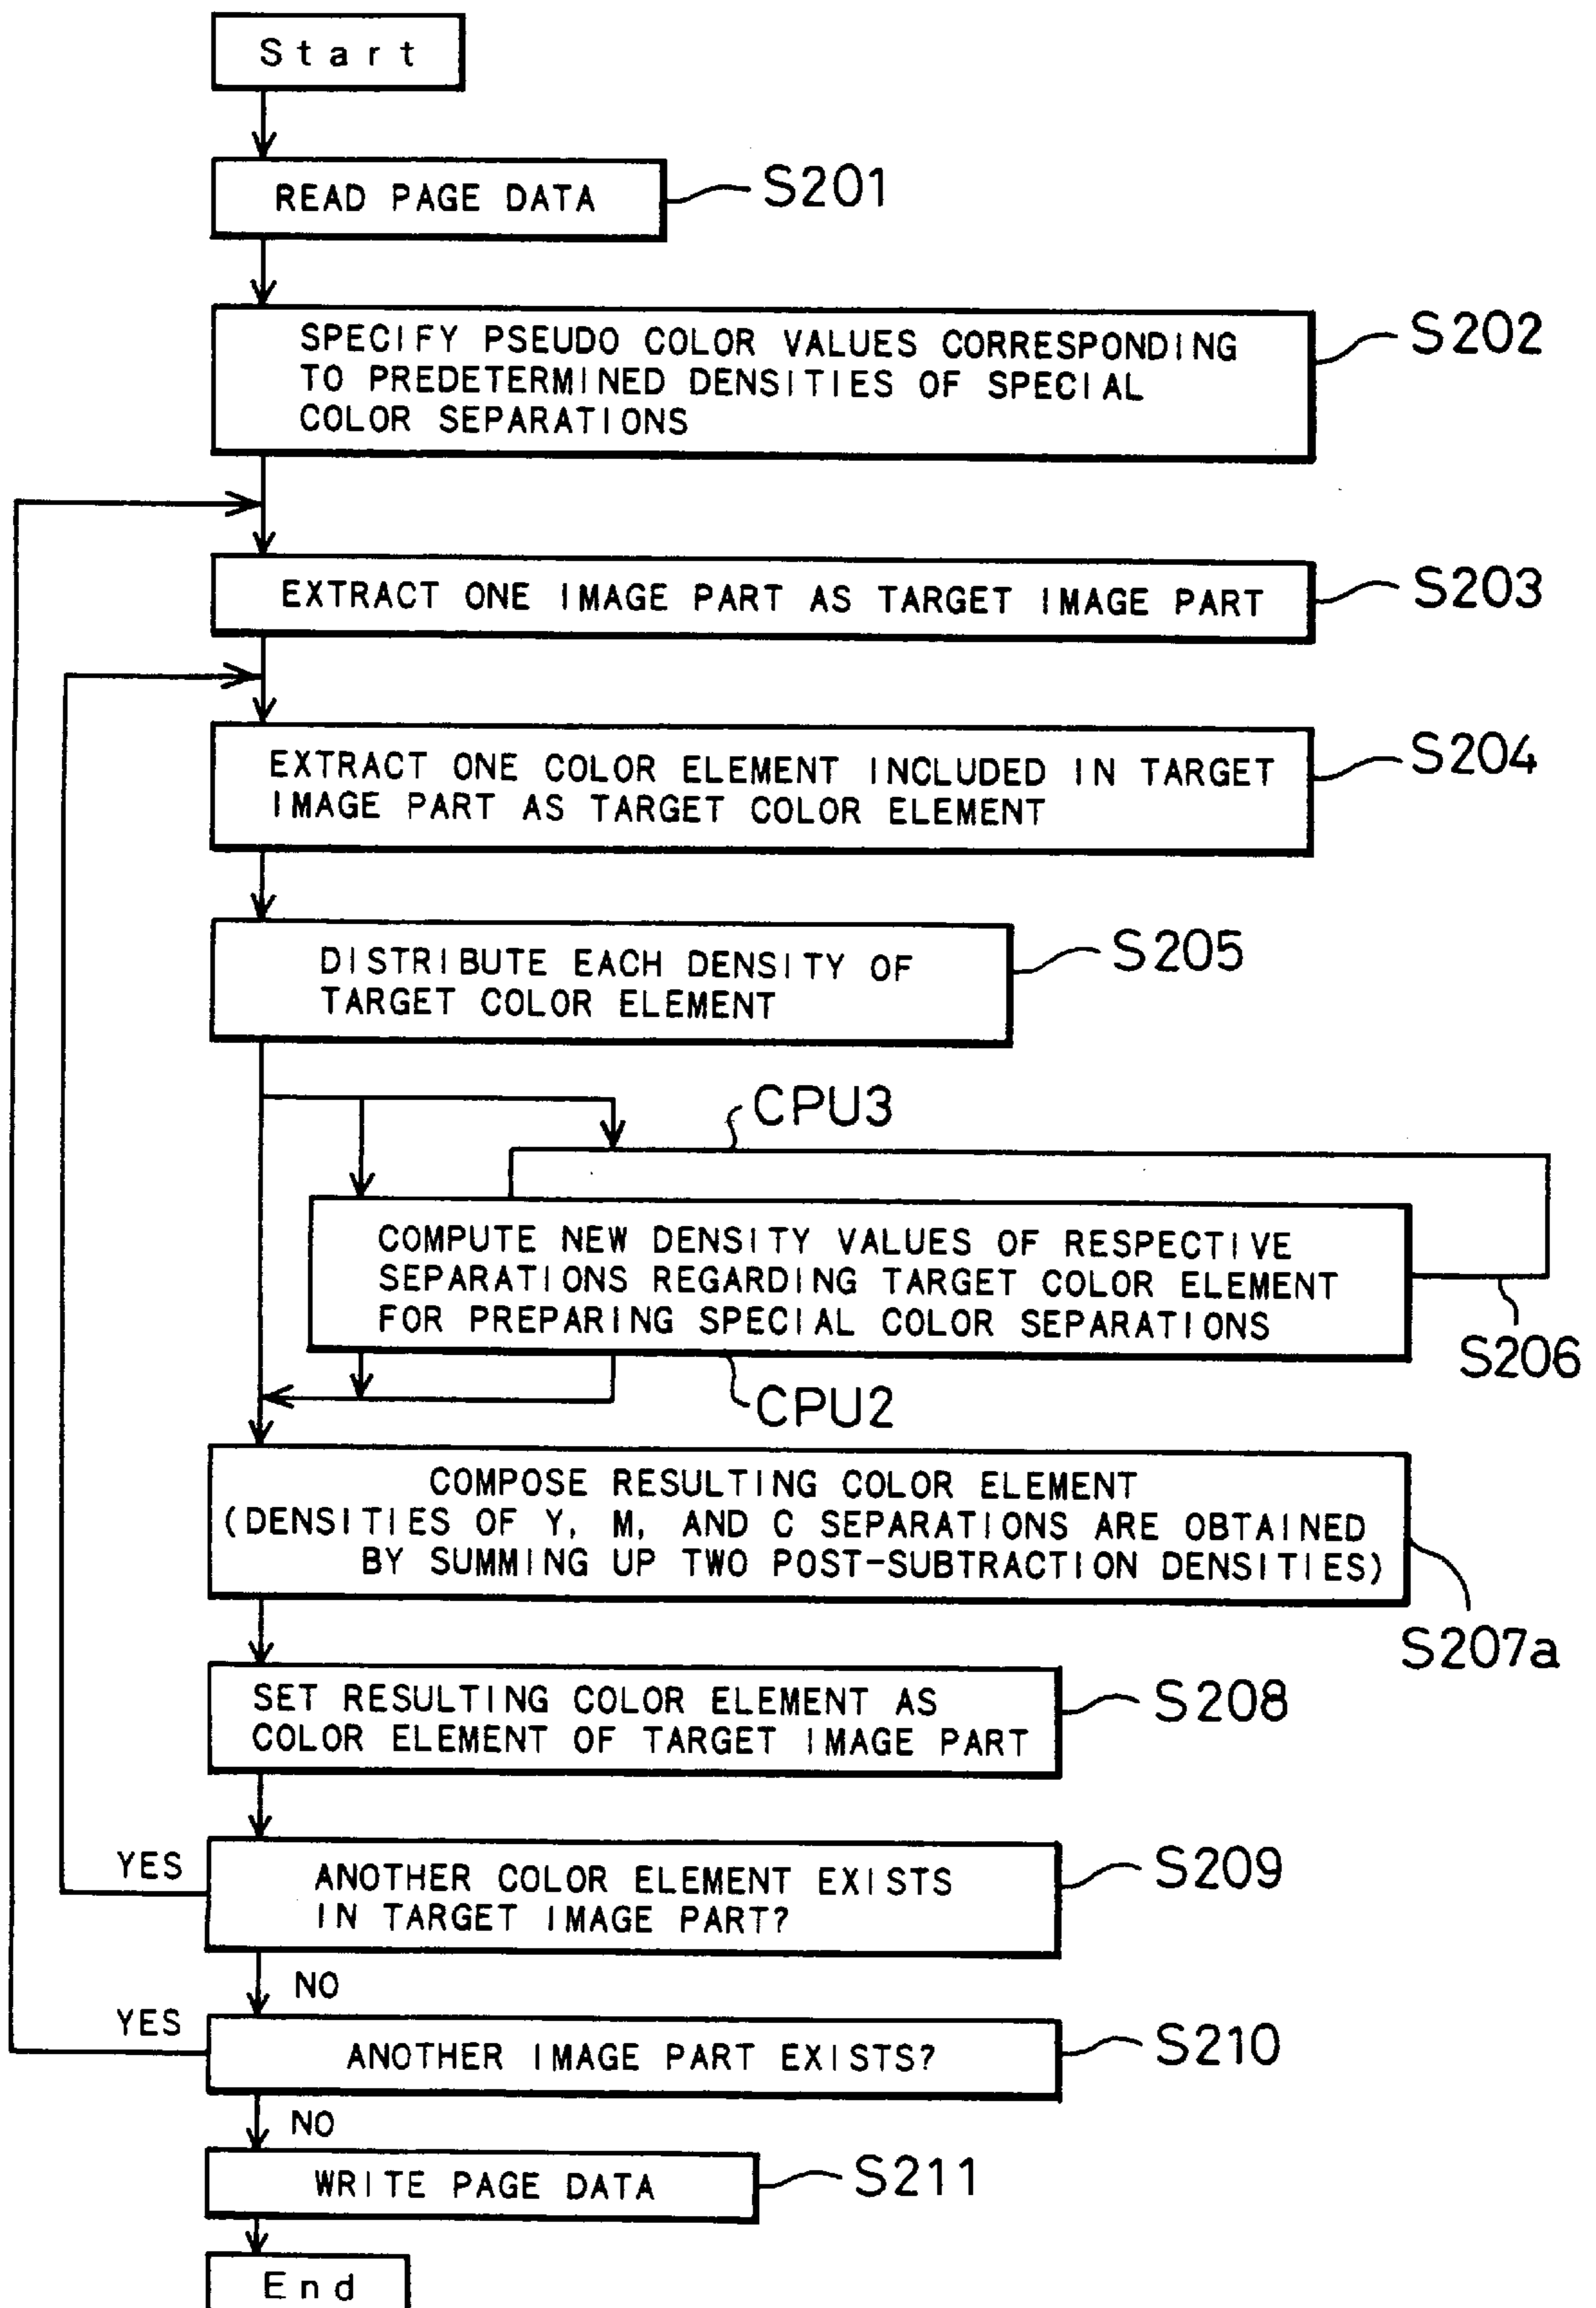 Start
READ PAGE DATA
S201
SPECIFY PSEUDO COLOR VALUES CORRESPONDING
TO PREDETERMINED DENSITIES OF SPECIAL
COLOR SEPARATIONS
S202
EXTRACT ONE IMAGE PART AS TARGET IMAGE PART
S203
EXTRACT ONE COLOR ELEMENT INCLUDED IN TARGET
IMAGE PART AS TARGET COLOR ELEMENT
S204
DISTRIBUTE EACH DENSITY OF
TARGET COLOR ELEMENT
S205
CPU3
COMPUTE NEW DENSITY VALUES OF RESPECTIVE
SEPARATIONS REGARDING TARGET COLOR ELEMENT
FOR PREPARING SPECIAL COLOR SEPARATIONS
S206
CPU2
COMPOSE RESULTING COLOR ELEMENT
(DENSITIES OF Y, M, AND C SEPARATIONS ARE OBTAINED
BY SUMMING UP TWO POST-SUBTRACTION DENSITIES)
S207a
SET RESULTING COLOR ELEMENT AS
COLOR ELEMENT OF TARGET IMAGE PART
S208
YES
ANOTHER COLOR ELEMENT EXISTS
IN TARGET IMAGE PART?
S209
NO
YES
ANOTHER IMAGE PART EXISTS?
S210
NO
WRITE PAGE DATA
S211
End